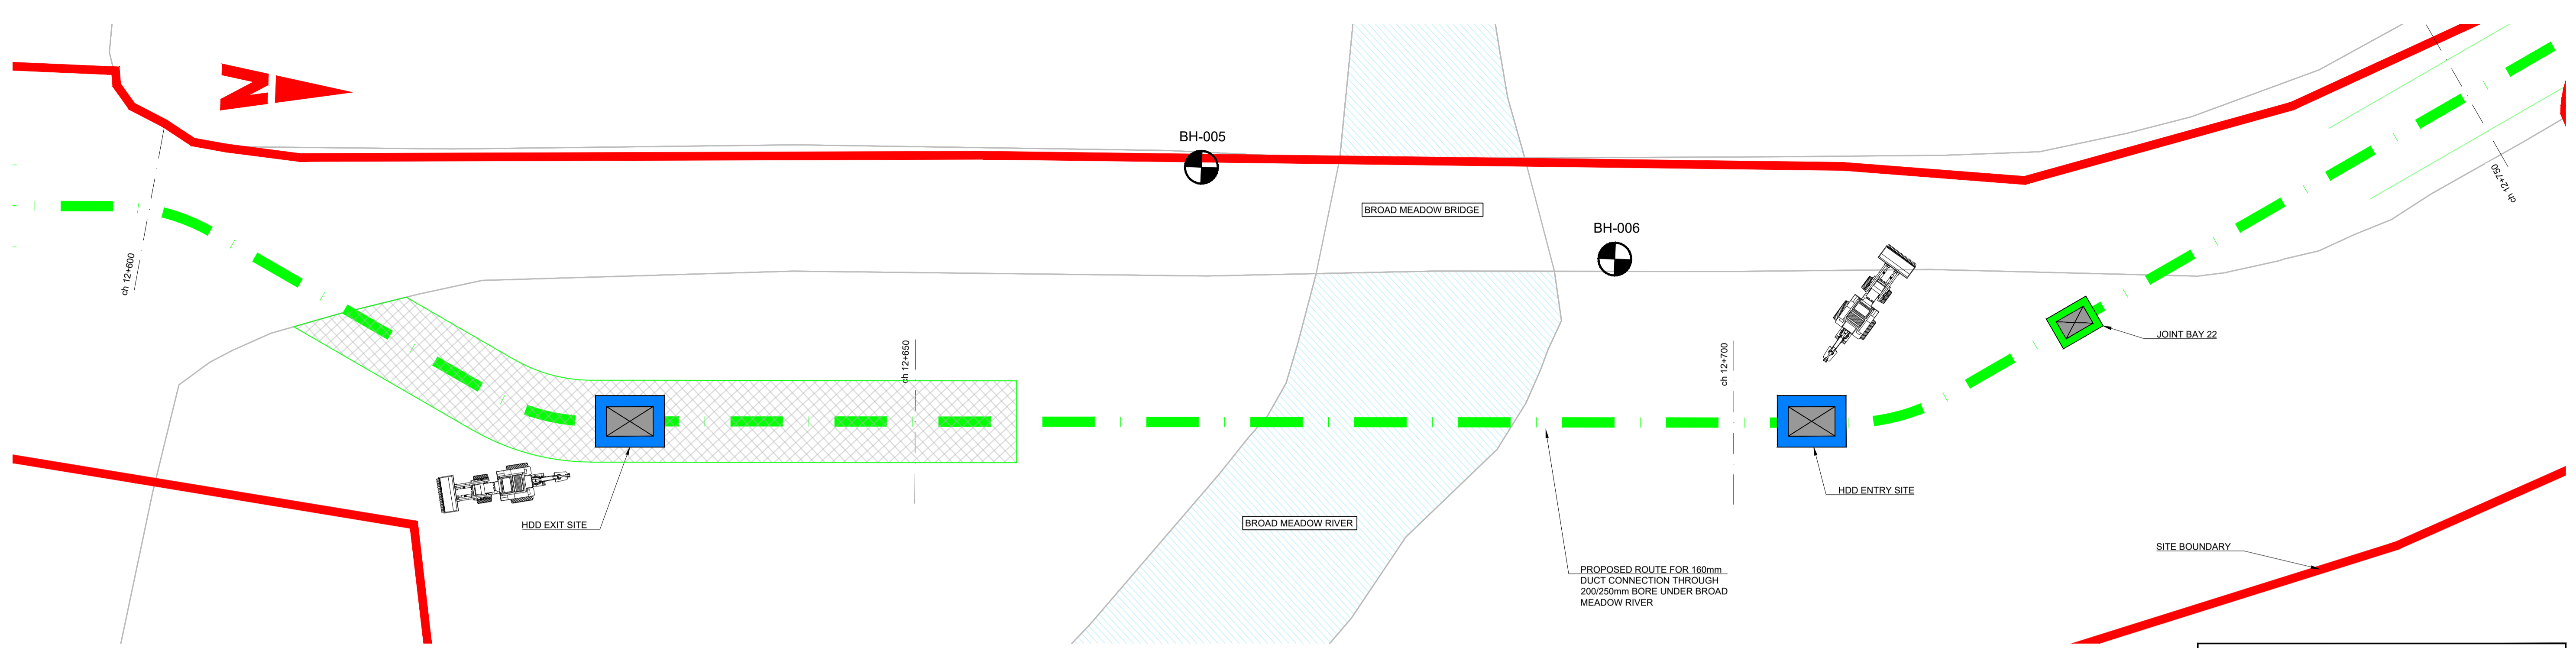 N
BH-005
BROAD MEADOW BRIDGE
BH-006
ch 12+750
ch 12+600
JOINT BAY 22
ch 12+650
ch 12+700
HDD EXIT SITE
BROAD MEADOW RIVER
HDD ENTRY SITE
SITE BOUNDARY
PROPOSED ROUTE FOR 160mm
DUCT CONNECTION THROUGH
200/250mm BORE UNDER BROAD
MEADOW RIVER